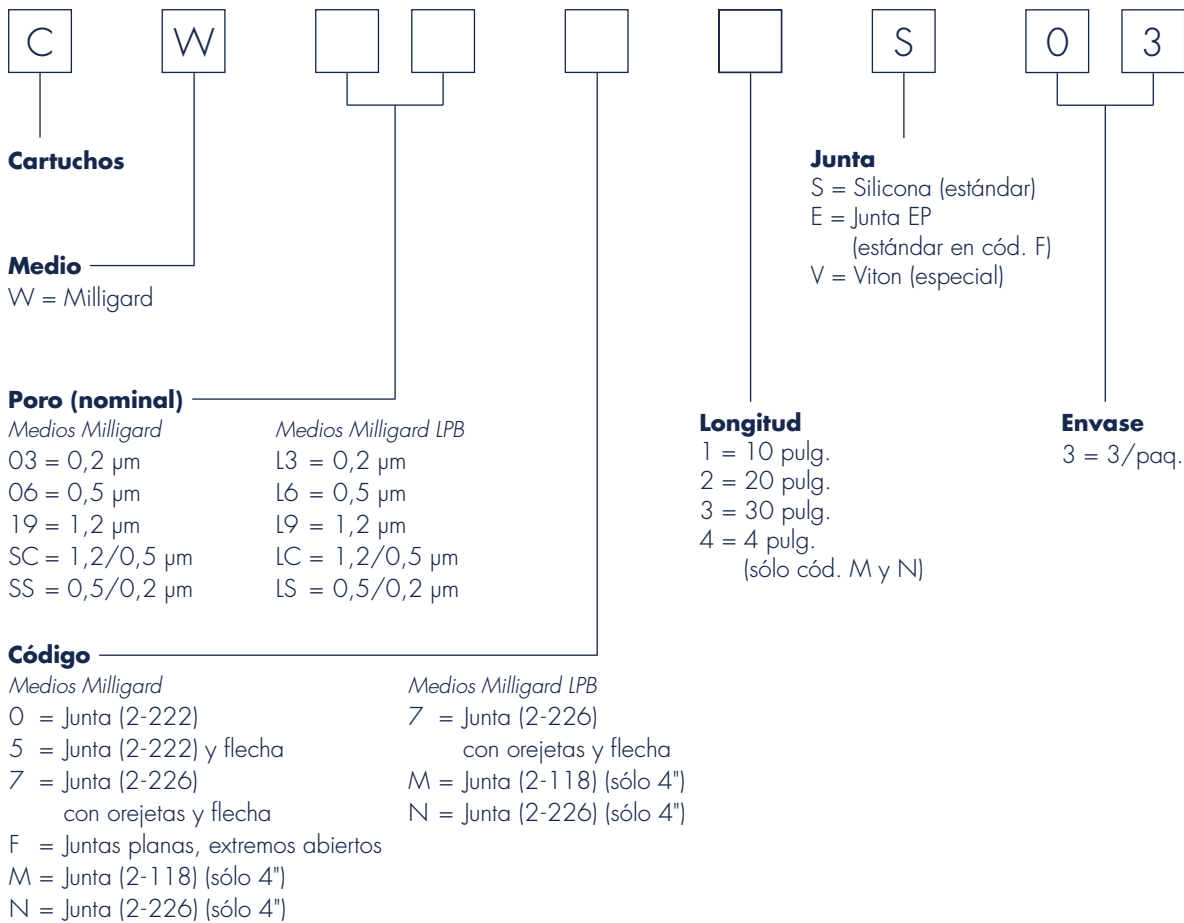 C W S 0 3
Cartuchos
Junta
S = Silicona (estándar)
E = Junta EP
(estándar en cód. F)
V = Viton (especial)
Medio
W = Milligard
Poro (nominal)
Medios Milligard
03 = 0,2 µm
06 = 0,5 µm
19 = 1,2 µm
SC = 1,2/0,5 µm
SS = 0,5/0,2 µm
Medios Milligard LPB
L3 = 0,2 µm
L6 = 0,5 µm
L9 = 1,2 µm
LC = 1,2/0,5 µm
LS = 0,5/0,2 µm
Longitud
1 = 10 pulg.
2 = 20 pulg.
3 = 30 pulg.
4 = 4 pulg.
(sólo cód. M y N)
Envase
3 = 3/paq.
Código
Medios Milligard
0 = Junta (2-222)
5 = Junta (2-222) y flecha
7 = Junta (2-226)
con orejetas y flecha
F = Juntas planas, extremos abiertos
M = Junta (2-118) (sólo 4")
N = Junta (2-226) (sólo 4")
Medios Milligard LPB
7 = Junta (2-226)
con orejetas y flecha
M = Junta (2-118) (sólo 4")
N = Junta (2-226) (sólo 4")